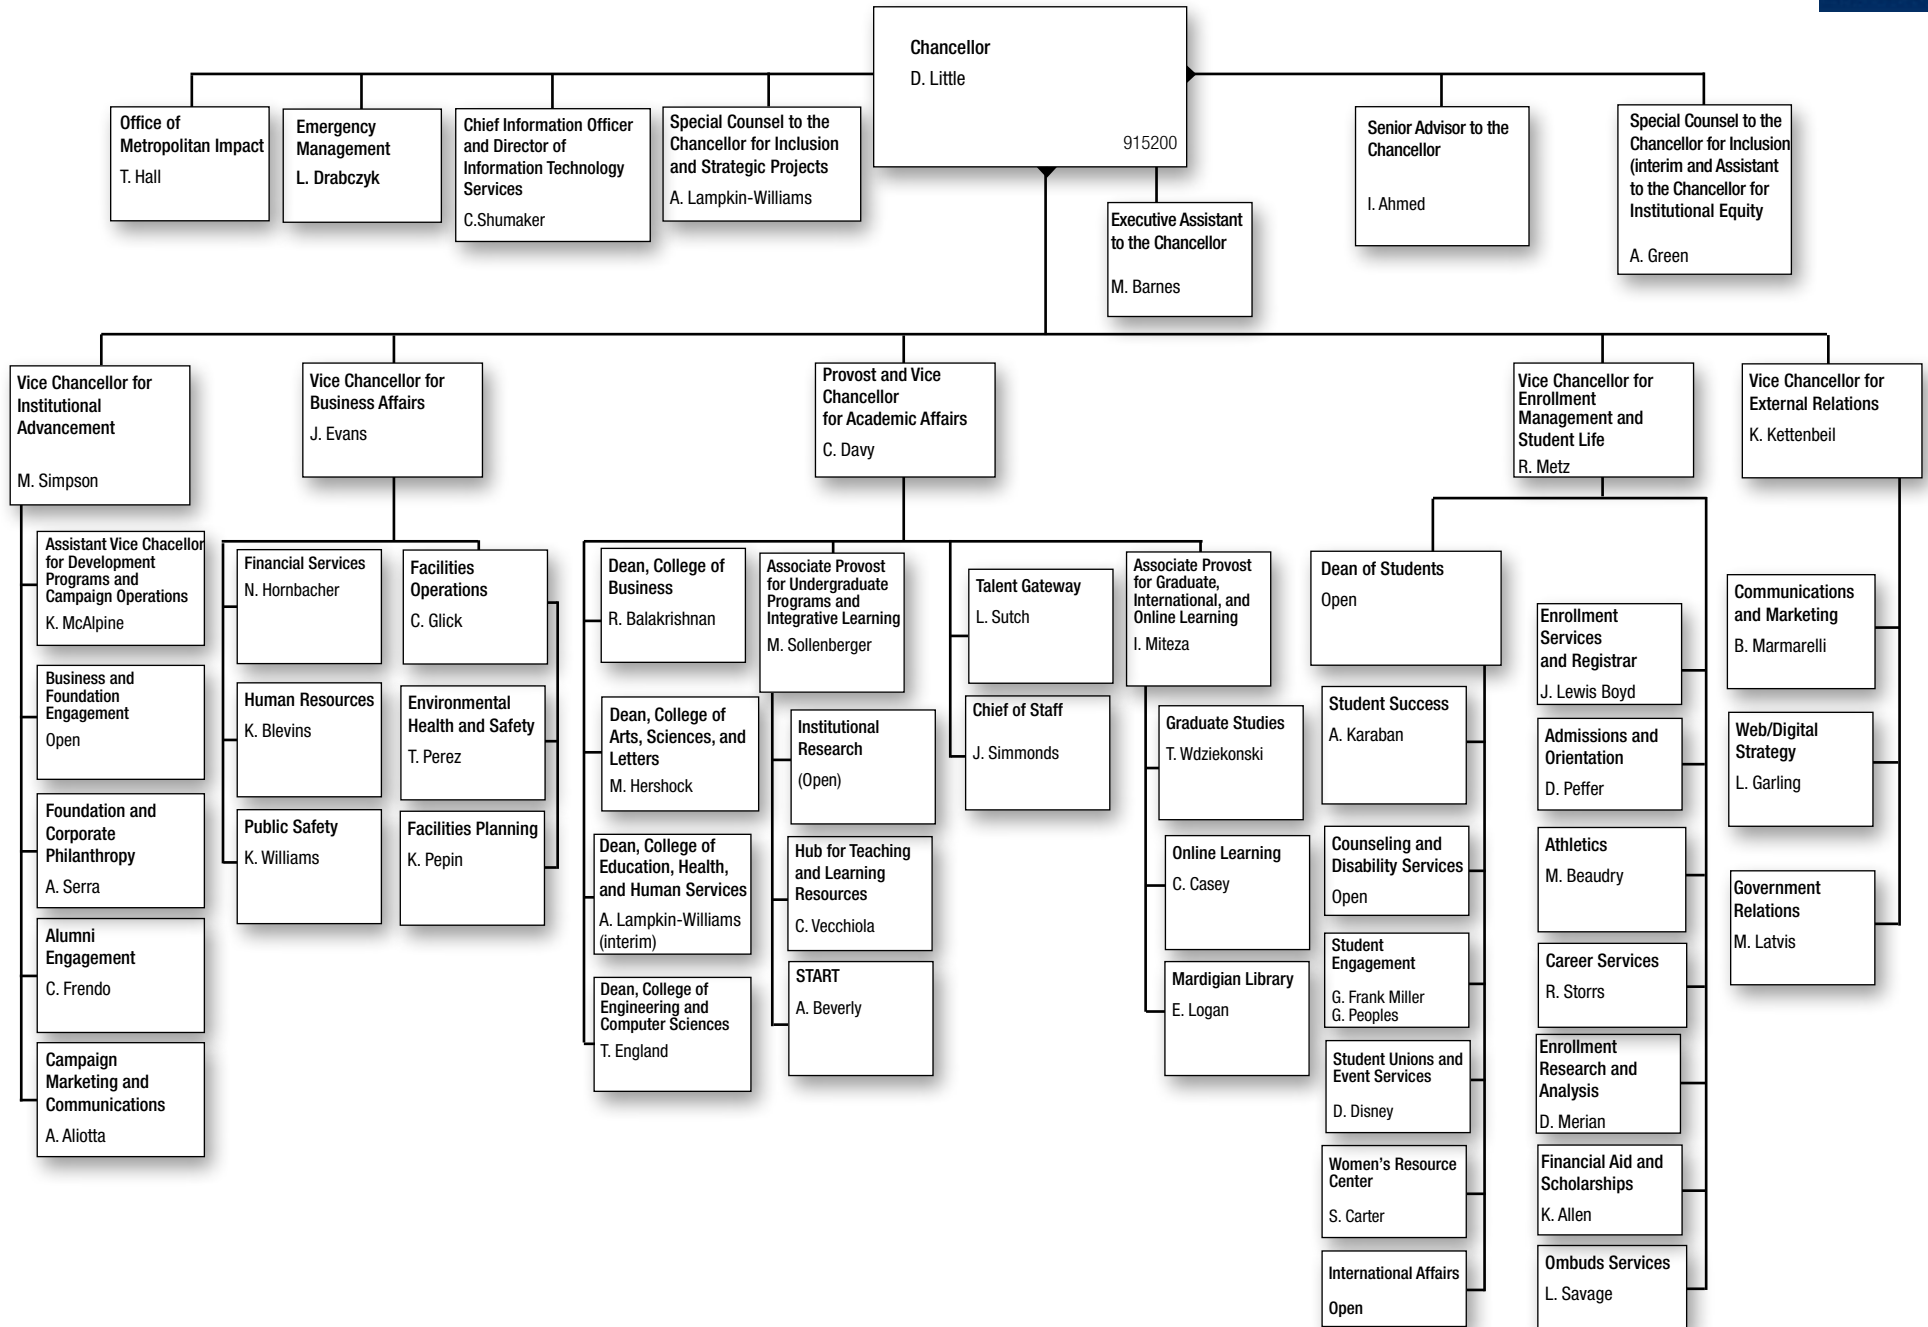 Chancellor
D. Little
915200
Office of
Metropolitan Impact
T. Hall
Emergency
Management
L. Drabczyk
Chief Information Officer
and Director of
Information Technology
Services
C.Shumaker
Special Counsel to the
Chancellor for Inclusion
and Strategic Projects
A. Lampkin-Williams
Executive Assistant
to the Chancellor
M. Barnes
Senior Advisor to the
Chancellor
I. Ahmed
Special Counsel to the
Chancellor for Inclusion
(interim and Assistant
to the Chancellor for
Institutional Equity
A. Green
Vice Chancellor for
Institutional
Advancement
M. Simpson
Assistant Vice Chacellor
for Development
Programs and
Campaign Operations
K. McAlpine
Business and
Foundation
Engagement
Open
Foundation and
Corporate
Philanthropy
A. Serra
Alumni
Engagement
C. Frendo
Campaign
Marketing and
Communications
A. Aliotta
Vice Chancellor for
Business Affairs
J. Evans
Financial Services
N. Hornbacher
Human Resources
K. Blevins
Public Safety
K. Williams
Facilities
Operations
C. Glick
Environmental
Health and Safety
T. Perez
Facilities Planning
K. Pepin
Provost and Vice
Chancellor
for Academic Affairs
C. Davy
Dean, College of
Business
R. Balakrishnan
Dean, College of
Arts, Sciences, and
Letters
M. Hershock
Dean, College of
Education, Health,
and Human Services
A. Lampkin-Williams
(interim)
Dean, College of
Engineering and
Computer Sciences
T. England
Associate Provost
for Undergraduate
Programs and
Integrative Learning
M. Sollenberger
Institutional
Research
(Open)
Hub for Teaching
and Learning
Resources
C. Vecchiola
START
A. Beverly
Talent Gateway
L. Sutch
Chief of Staff
J. Simmonds
Associate Provost
for Graduate,
International, and
Online Learning
I. Miteza
Graduate Studies
T. Wdziekonski
Online Learning
C. Casey
Mardigian Library
E. Logan
Vice Chancellor for
Enrollment
Management and
Student Life
R. Metz
Dean of Students
Open
Student Success
A. Karaban
Counseling and
Disability Services
Open
Student
Engagement
G. Frank Miller
G. Peoples
Student Unions and
Event Services
D. Disney
Women's Resource
Center
S. Carter
International Affairs
Open
Enrollment
Services
and Registrar
J. Lewis Boyd
Admissions and
Orientation
D. Peffer
Athletics
M. Beaudry
Career Services
R. Storrs
Enrollment
Research and
Analysis
D. Merian
Financial Aid and
Scholarships
K. Allen
Ombuds Services
L. Savage
Vice Chancellor for
External Relations
K. Kettenbeil
Communications
and Marketing
B. Marmarelli
Web/Digital
Strategy
L. Garling
Government
Relations
M. Latvis